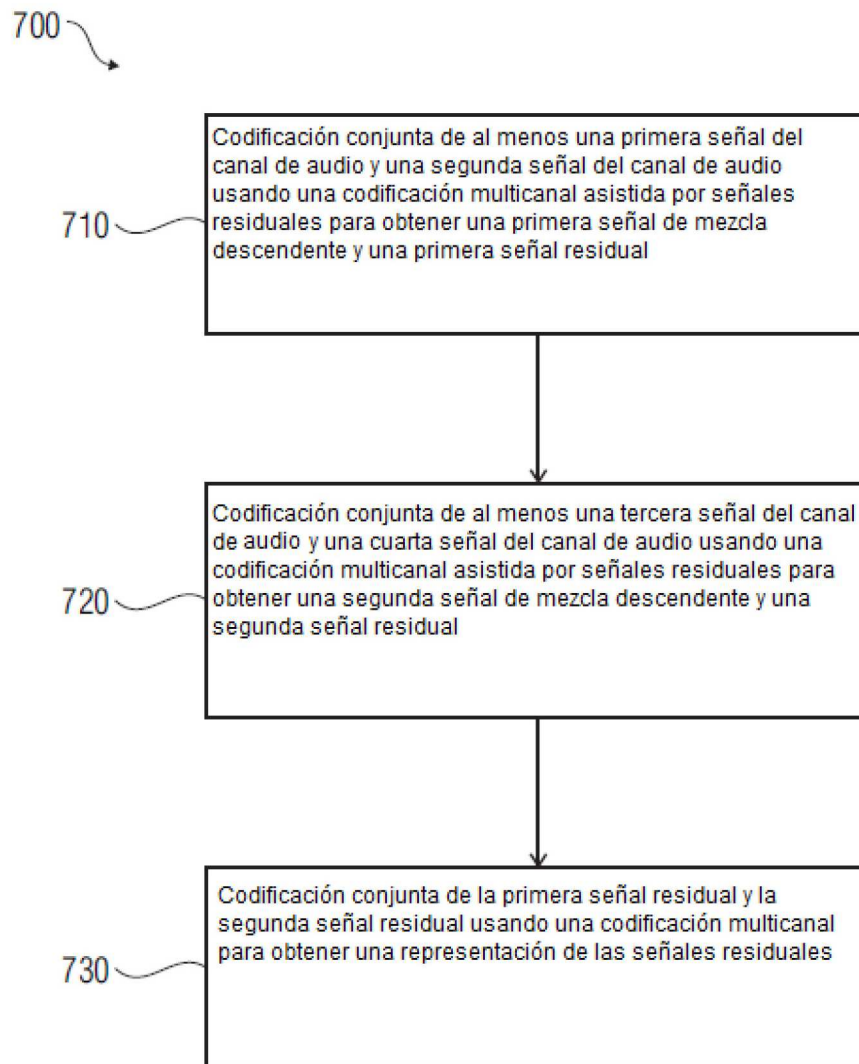 700
Codificación conjunta de al menos una primera señal del
canal de audio y una segunda señal del canal de audio
usando una codificación multicanal asistida por señales
residuales para obtener una primera señal de mezcla
descendente y una primera señal residual
710
Codificación conjunta de al menos una tercera señal del canal
de audio y una cuarta señal del canal de audio usando una
codificación multicanal asistida por señales residuales para
obtener una segunda señal de mezcla descendente y una
segunda señal residual
720
Codificación conjunta de la primera señal residual y la
segunda señal residual usando una codificación multicanal
para obtener una representación de las señales residuales
730